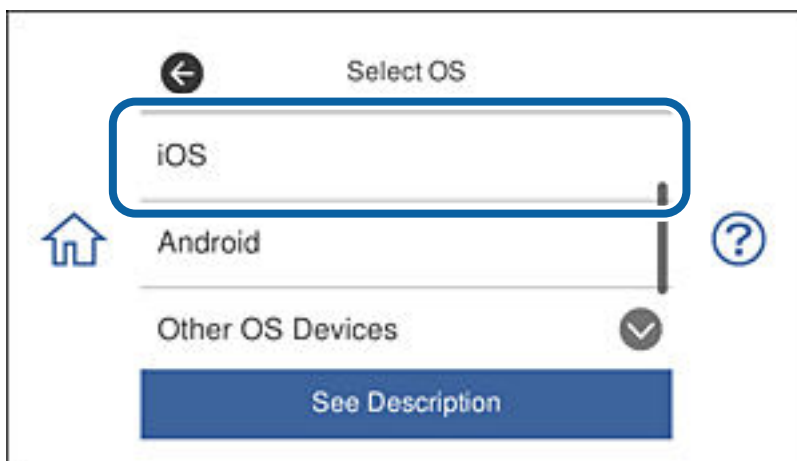 Select OS
iOS
Android
?
Other OS Devices
See Description